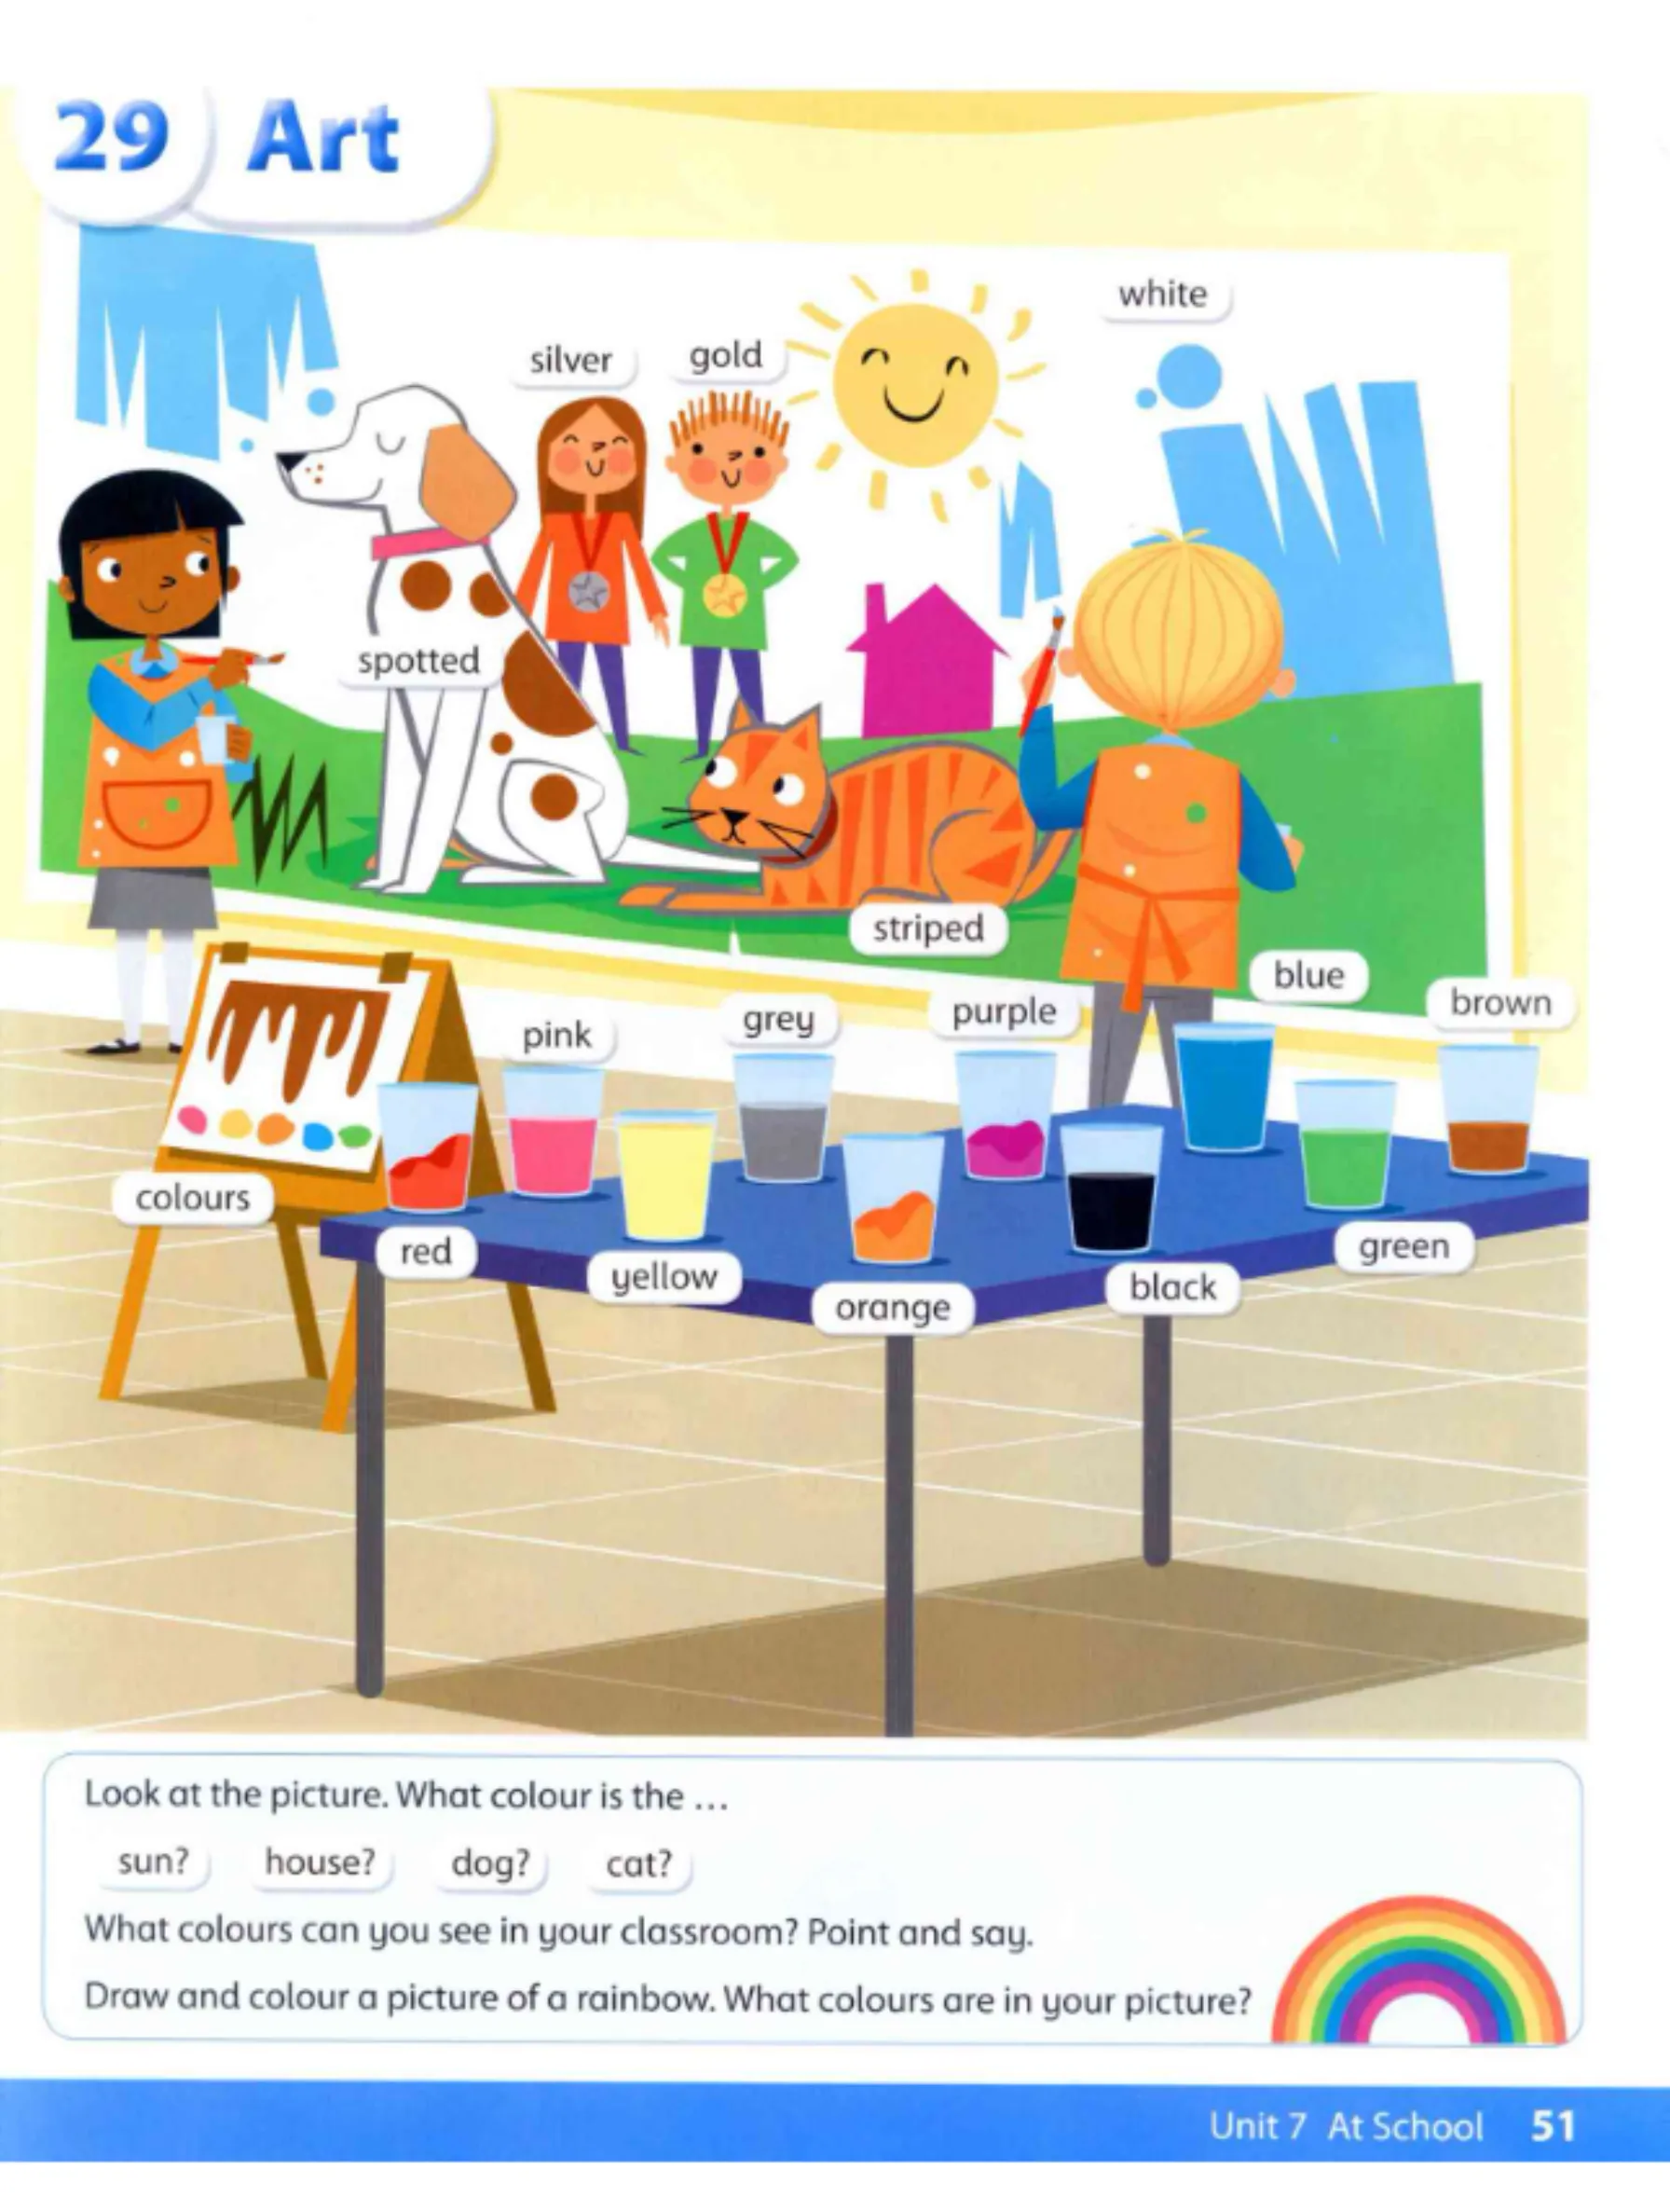 29 Art
white
silver
gold
spotted
striped
blue
brown
purple
grey
pink
colours
red
yellow
orange
black
green
Look at the picture. What colour is the ...
sun? house? dog? cat?
What colours can you see in your classroom? Point and say.
Draw and colour a picture of a rainbow. What colours are in your picture?
Unit 7 At School 51